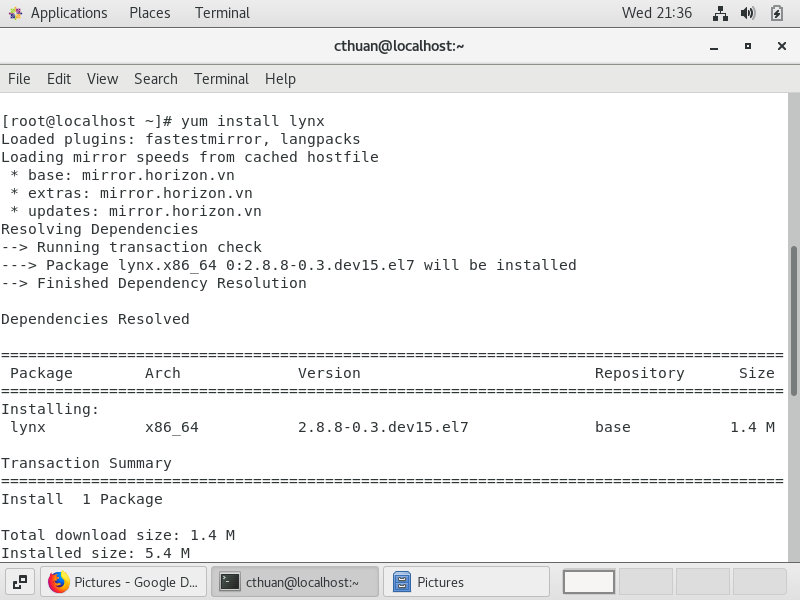 Applications Places Terminal Wed 21:36
cthuan@localhost:~
File Edit View Search Terminal Help
[root@localhost ~]# yum install lynx
Loaded plugins: fastestmirror, langpacks
Loading mirror speeds from cached hostfile
 * base: mirror.horizon.vn
 * extras: mirror.horizon.vn
 * updates: mirror.horizon.vn
Resolving Dependencies
--> Running transaction check
---> Package lynx.x86_64 0:2.8.8-0.3.dev15.el7 will be installed
--> Finished Dependency Resolution
Dependencies Resolved
=======================================================================================
 Package        Arch             Version                          Repository      Size
=======================================================================================
Installing:
 lynx           x86_64           2.8.8-0.3.dev15.el7              base           1.4 M
Transaction Summary
=======================================================================================
Install  1 Package
Total download size: 1.4 M
Installed size: 5.4 M
Pictures - Google D... cthuan@localhost:~ Pictures